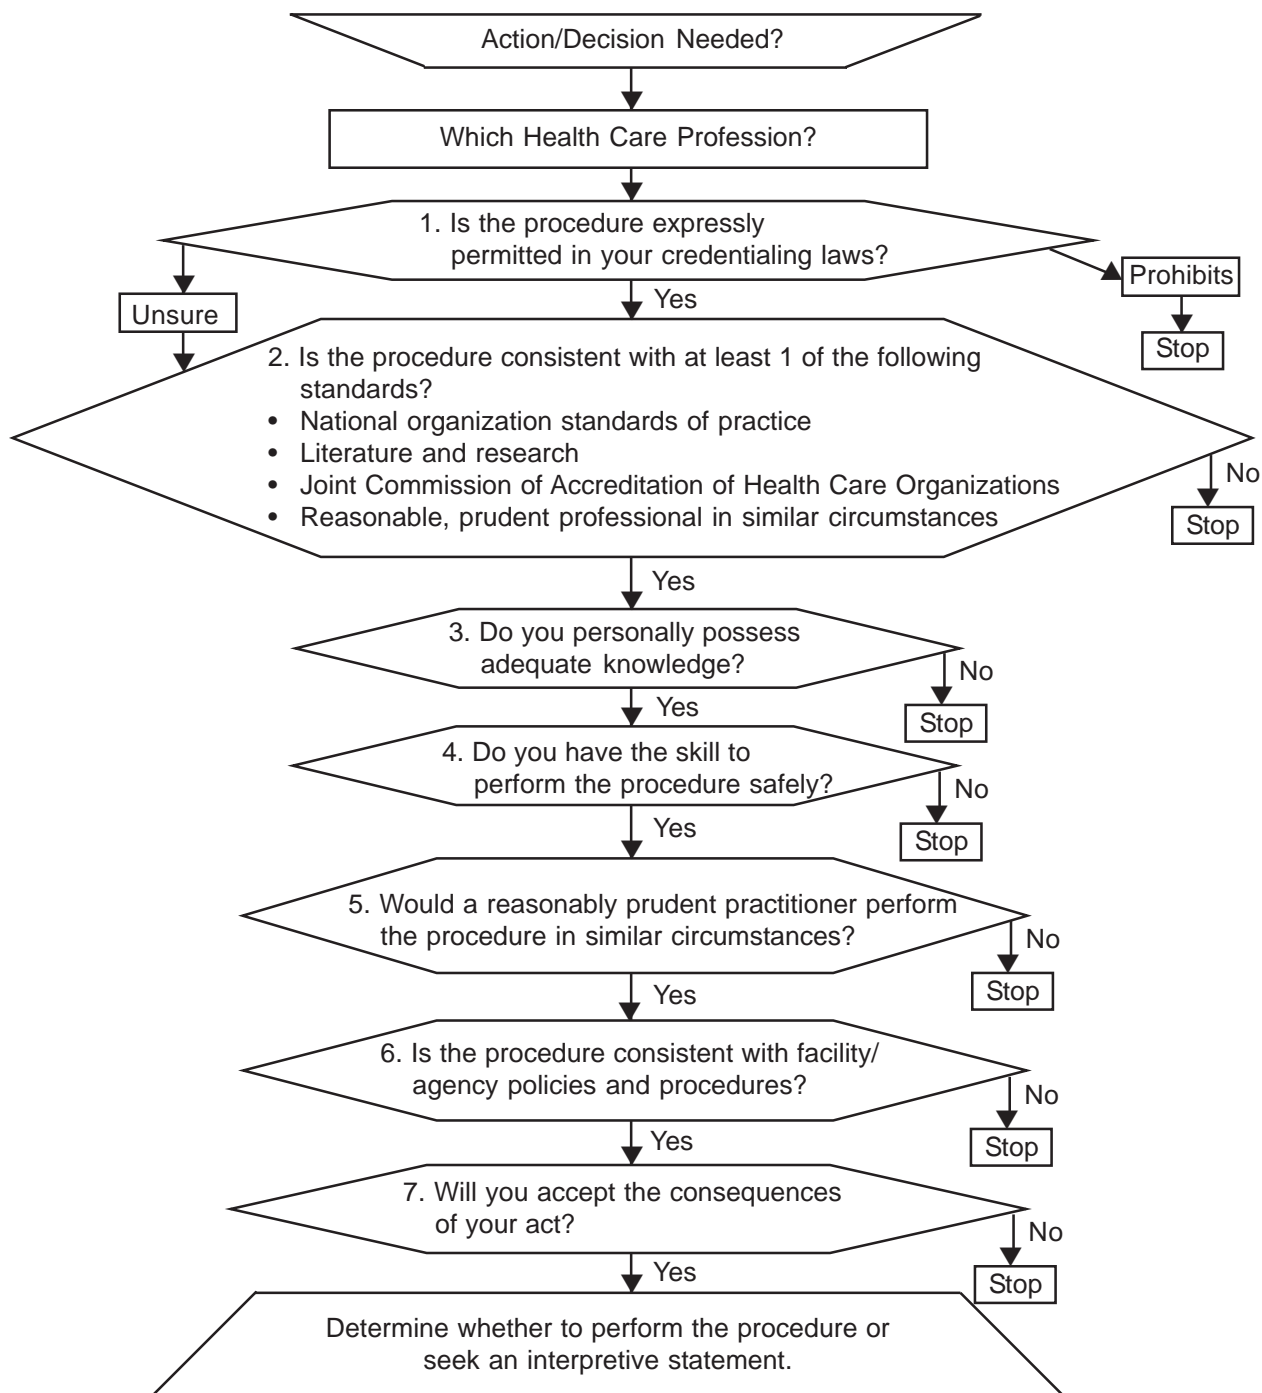 Action/Decision Needed?
Which Health Care Profession?
1. Is the procedure expressly
permitted in your credentialing laws?
Prohibits
Unsure
Yes
Stop
2. Is the procedure consistent with at least 1 of the following
standards?
• National organization standards of practice
• Literature and research
• Joint Commission of Accreditation of Health Care Organizations
• Reasonable, prudent professional in similar circumstances
No
Stop
Yes
3. Do you personally possess
adequate knowledge?
No
Stop
Yes
4. Do you have the skill to
perform the procedure safely?
No
Stop
Yes
5. Would a reasonably prudent practitioner perform
the procedure in similar circumstances?
No
Stop
Yes
6. Is the procedure consistent with facility/
agency policies and procedures?
No
Stop
Yes
7. Will you accept the consequences
of your act?
No
Stop
Yes
Determine whether to perform the procedure or
seek an interpretive statement.